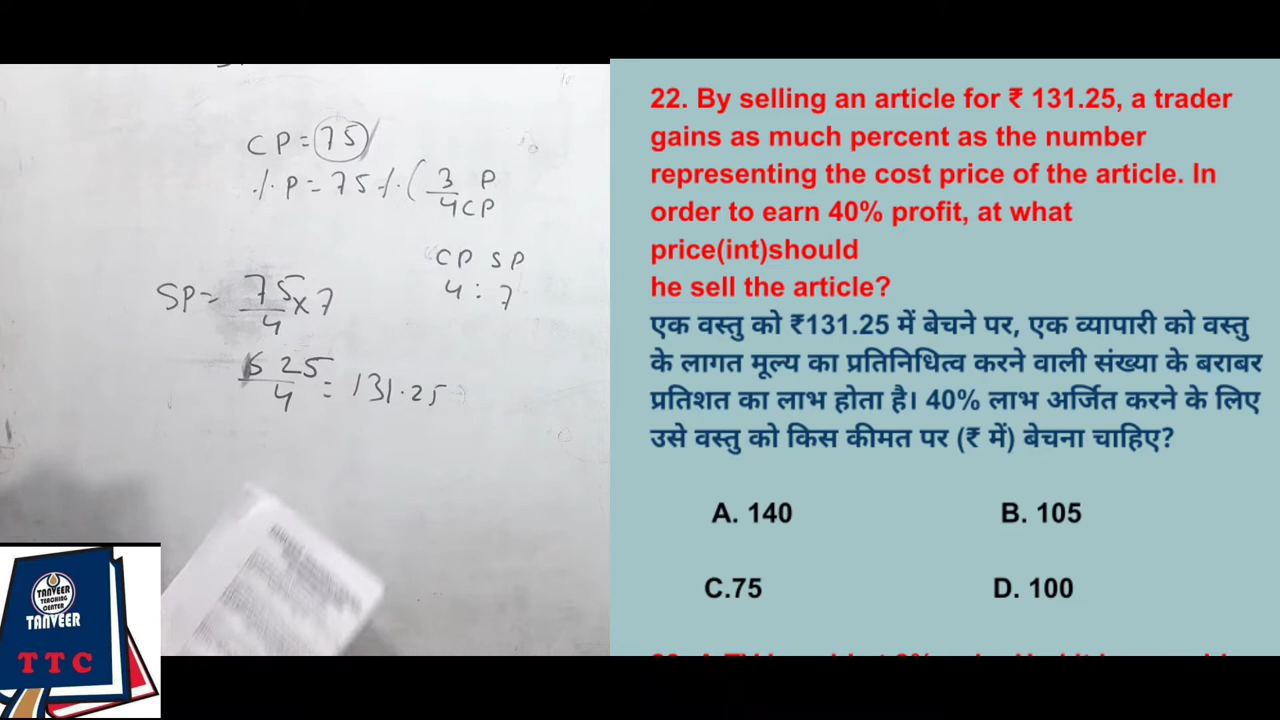 CP = 75
% P = 75 % ( 3/4 P/CP
CP SP
4 : 7
SP = 75/4 x 7
525/4 = 131.25
22. By selling an article for ₹ 131.25, a trader
gains as much percent as the number
representing the cost price of the article. In
order to earn 40% profit, at what
price(int)should
he sell the article?
एक वस्तु को ₹131.25 में बेचने पर, एक व्यापारी को वस्तु
के लागत मूल्य का प्रतिनिधित्व करने वाली संख्या के बराबर
प्रतिशत का लाभ होता है। 40% लाभ अर्जित करने के लिए
उसे वस्तु को किस कीमत पर (₹ में) बेचना चाहिए?
A. 140
B. 105
C.75
D. 100
TANVEER
TEACHING
CENTER
TANVEER
TTC